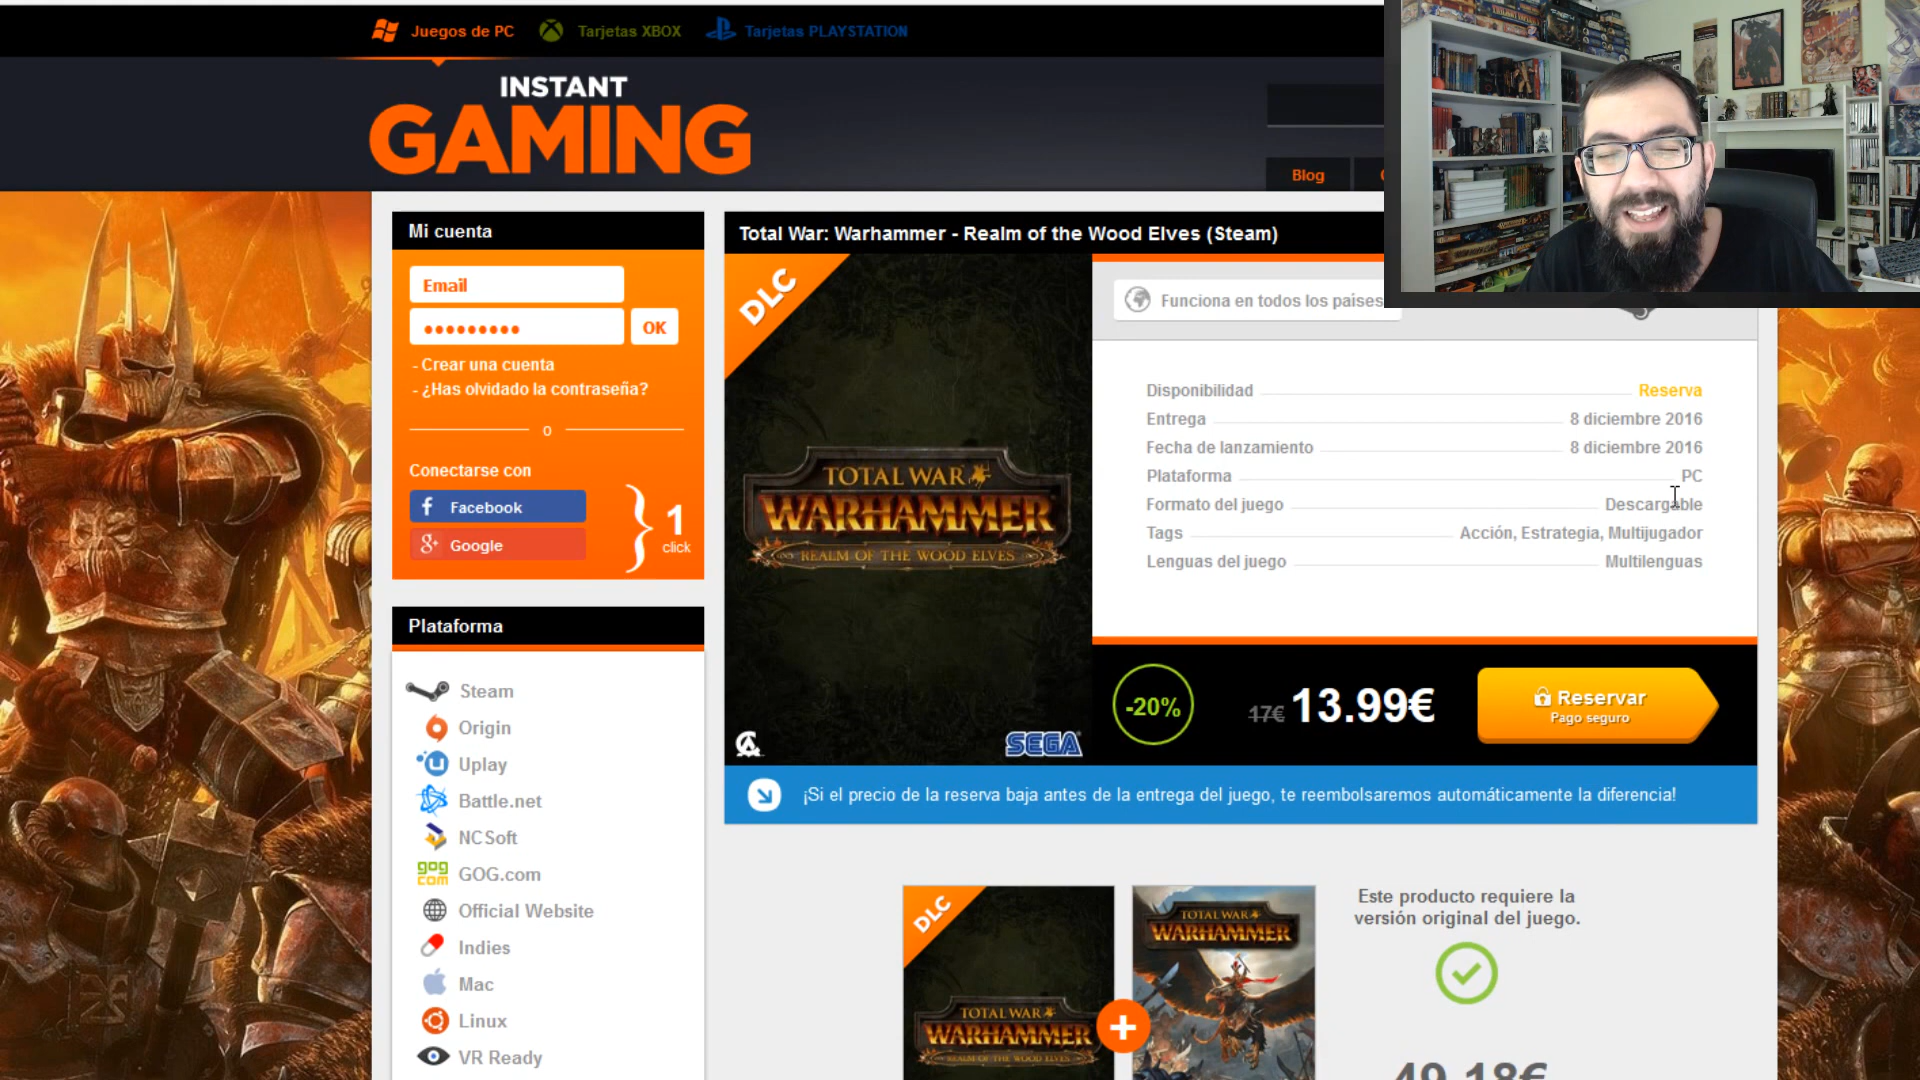 Juegos de PC
Tarjetas XBOX
Tarjetas PLAYSTATION
INSTANT
GAMING
Blog
Mi cuenta
Email
OK
- Crear una cuenta
- ¿Has olvidado la contraseña?
o
Conectarse con
Facebook
Google
1
click
Plataforma
Steam
Origin
Uplay
Battle.net
NCSoft
GOG.com
Official Website
Indies
Mac
Linux
VR Ready
Total War: Warhammer - Realm of the Wood Elves (Steam)
DLC
TOTAL WAR
WARHAMMER
REALM OF THE WOOD ELVES
SEGA
Funciona en todos los países
Disponibilidad Reserva
Entrega 8 diciembre 2016
Fecha de lanzamiento 8 diciembre 2016
Plataforma PC
Formato del juego Descargable
Tags Acción, Estrategia, Multijugador
Lenguas del juego Multilenguas
-20%
17€ 13.99€
Reservar
Pago seguro
¡Si el precio de la reserva baja antes de la entrega del juego, te reembolsaremos automáticamente la diferencia!
DLC
TOTAL WAR
WARHAMMER
REALM OF THE WOOD ELVES
+
TOTAL WAR
WARHAMMER
Este producto requiere la
versión original del juego.
49.18€